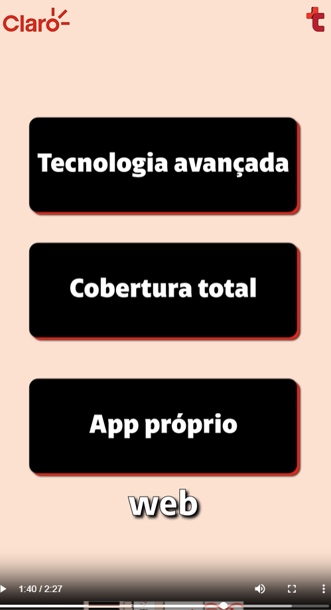 Claro
t
Tecnologia avançada
Cobertura total
App próprio
web
1:40 / 2:27